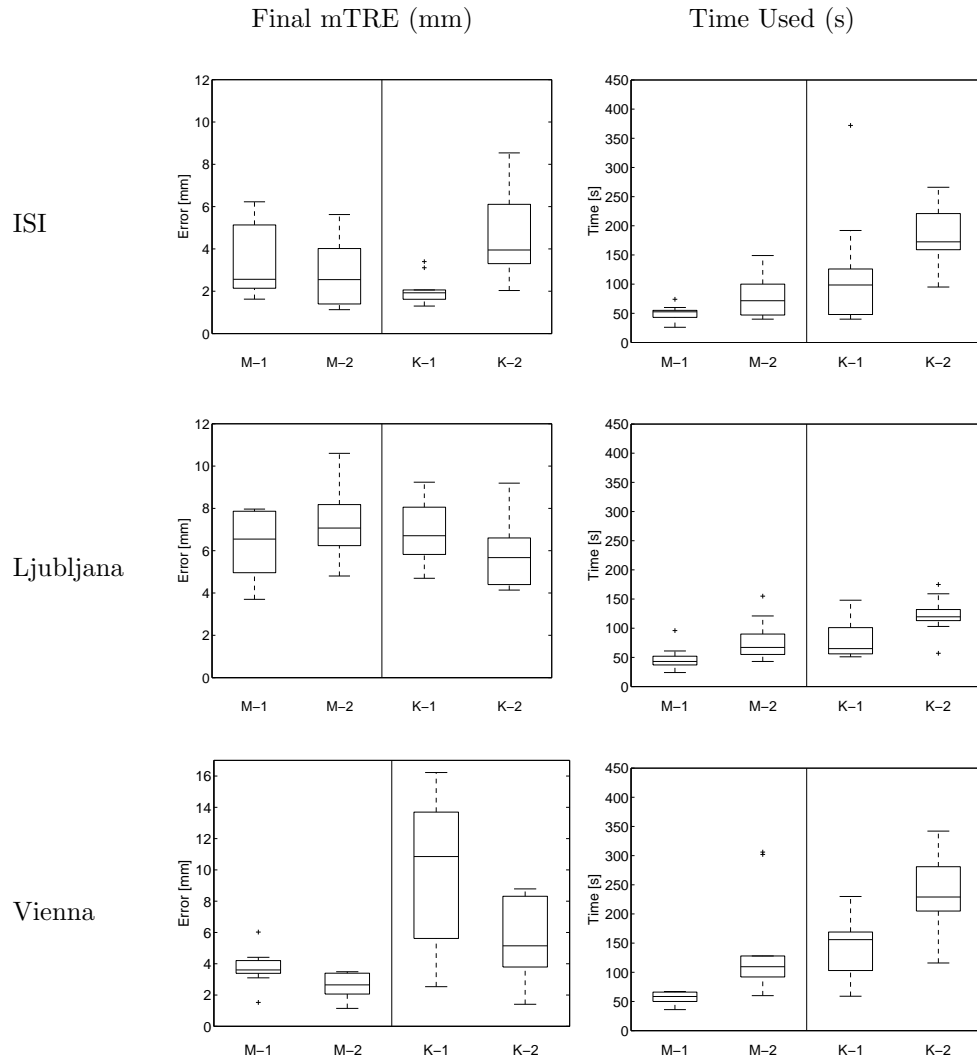 Final mTRE (mm)
Time Used (s)
ISI
12
10
8
6
4
2
0
Error [mm]
M–1
M–2
K–1
K–2
450
400
350
300
250
200
150
100
50
0
Time [s]
M–1
M–2
K–1
K–2
Ljubljana
12
10
8
6
4
2
0
Error [mm]
M–1
M–2
K–1
K–2
450
400
350
300
250
200
150
100
50
0
Time [s]
M–1
M–2
K–1
K–2
Vienna
16
14
12
10
8
6
4
2
0
Error [mm]
M–1
M–2
K–1
K–2
450
400
350
300
250
200
150
100
50
0
Time [s]
M–1
M–2
K–1
K–2